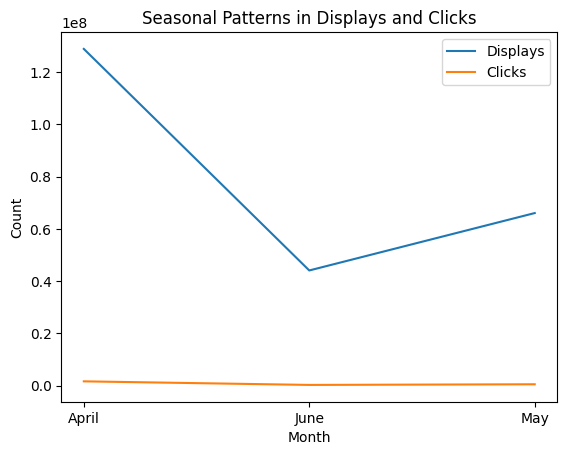 Seasonal Patterns in Displays and Clicks
1e8
Displays
Clicks
1.2
1.0
0.8
0.6
0.4
0.2
0.0
Count
April
June
May
Month